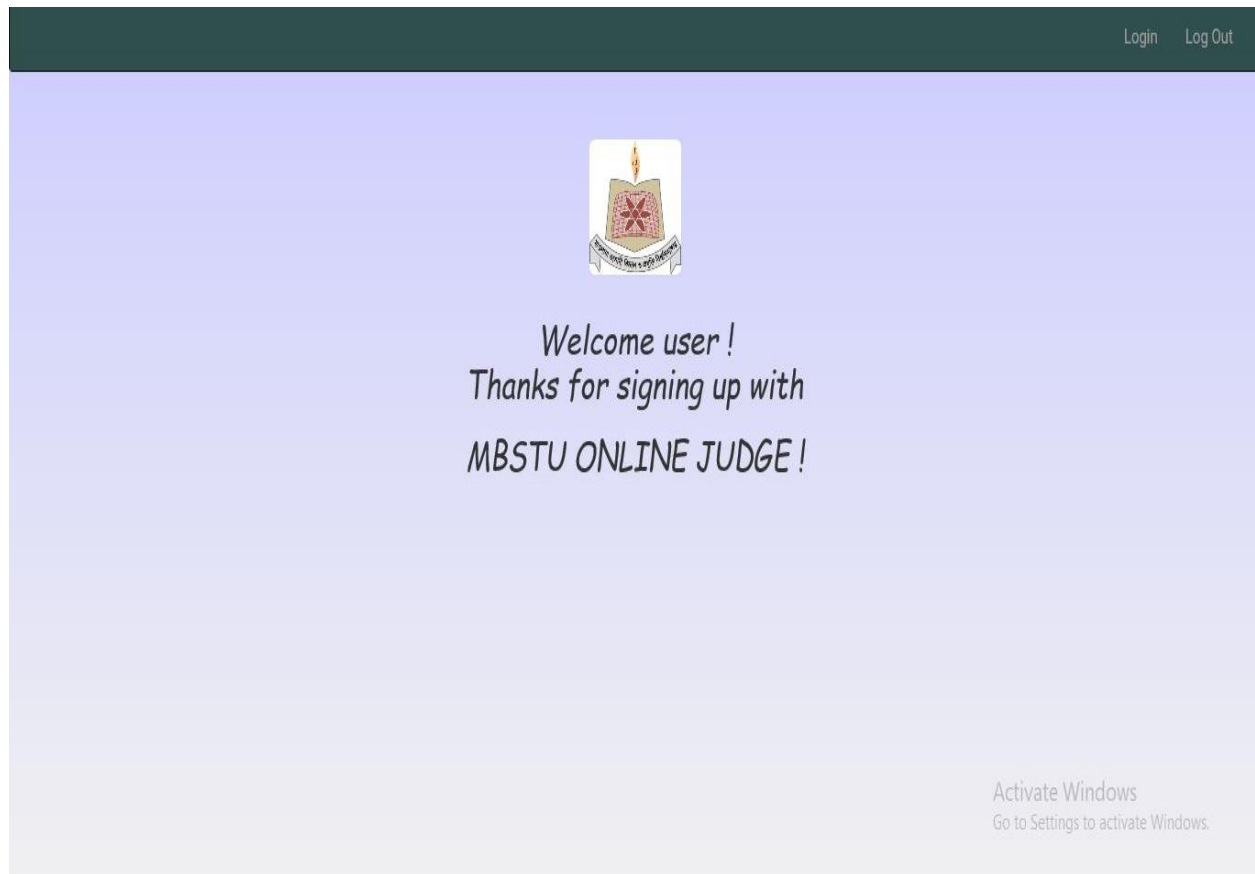 Login Log Out
Welcome user !
Thanks for signing up with
MBSTU ONLINE JUDGE !
Activate Windows
Go to Settings to activate Windows.